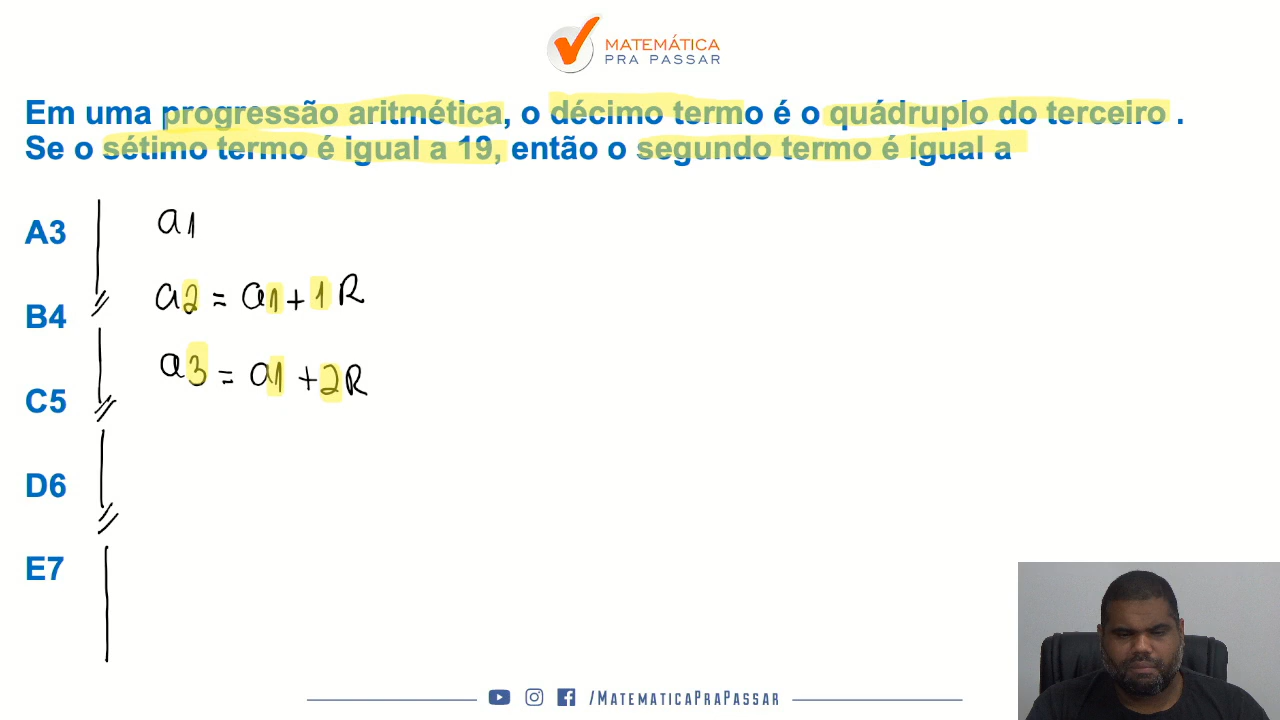 MATEMÁTICA
PRA PASSAR
Em uma progressão aritmética, o décimo termo é o quádruplo do terceiro .
Se o sétimo termo é igual a 19, então o segundo termo é igual a
A3
a1
B4
a2 = a1 + 1R
a3 = a1 + 2R
C5
D6
E7
/MATEMATICAPRAPASSAR